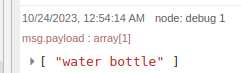 10/24/2023, 12:54:14 AM node: debug 1
msg.payload : array[1]
[ "water bottle" ]